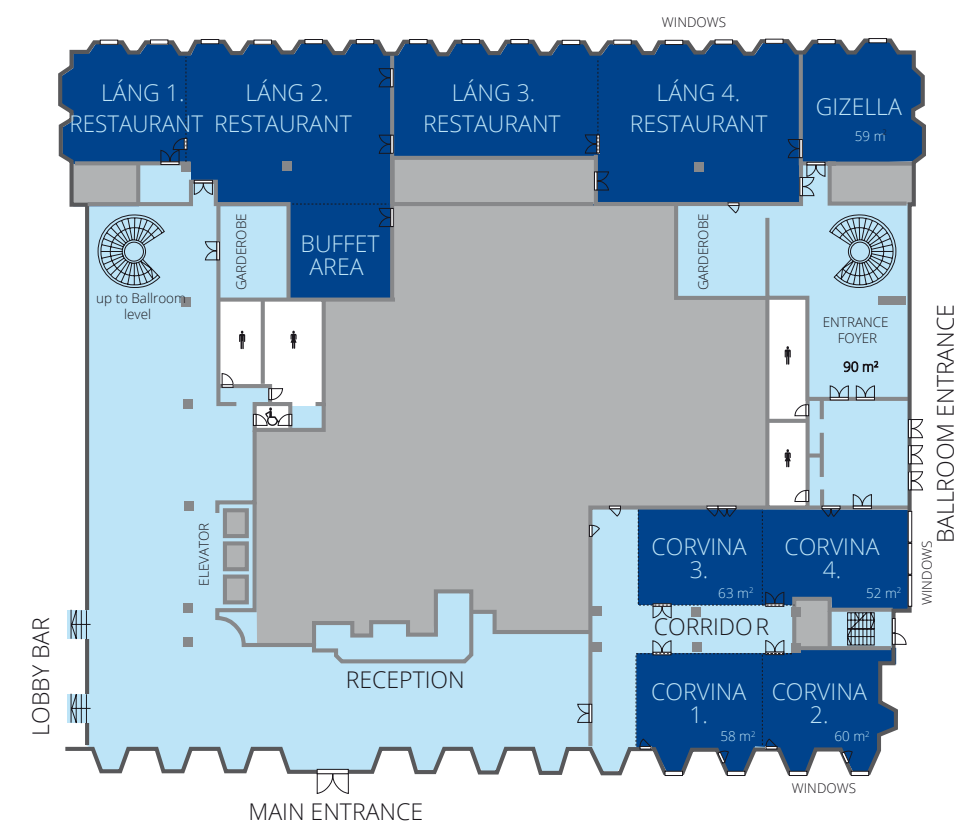 WINDOWS
LÁNG 1.
RESTAURANT
LÁNG 2.
RESTAURANT
LÁNG 3.
RESTAURANT
LÁNG 4.
RESTAURANT
GIZELLA
59 m
GARDEROBE
BUFFET
AREA
GARDEROBE
up to Ballroom
level
ENTRANCE
FOYER
90 m²
BALLROOM ENTRANCE
ELEVATOR
CORVINA
3.
63 m²
CORVINA
4.
52 m²
WINDOWS
CORRIDOR
LOBBY BAR
RECEPTION
CORVINA
1.
58 m²
CORVINA
2.
60 m²
WINDOWS
MAIN ENTRANCE